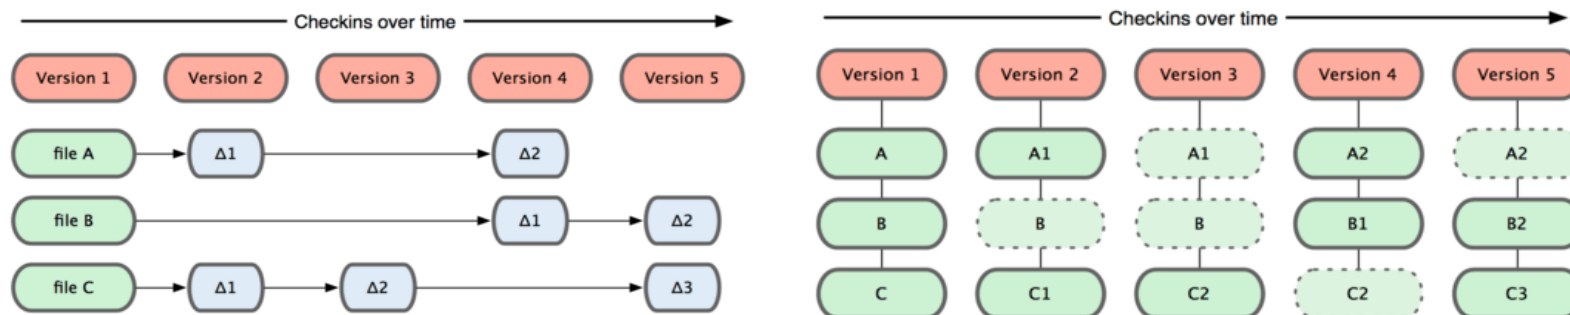 Checkins over time
Version 1 Version 2 Version 3 Version 4 Version 5
file A Δ1 Δ2
file B Δ1 Δ2
file C Δ1 Δ2 Δ3
Checkins over time
Version 1 Version 2 Version 3 Version 4 Version 5
A A1 A1 A2 A2
B B B B1 B2
C C1 C2 C2 C3